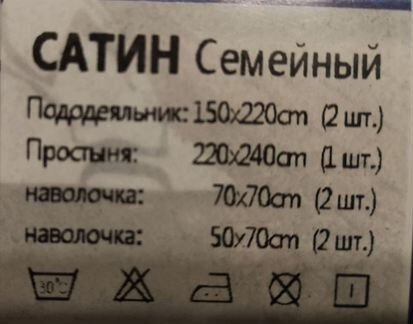 САТИН Семейный
Пододеяльник: 150x220cm (2 шт.)
Простыня: 220x240cm (1 шт.)
наволочка: 70x70cm (2 шт.)
наволочка: 50x70cm (2 шт.)
30°C